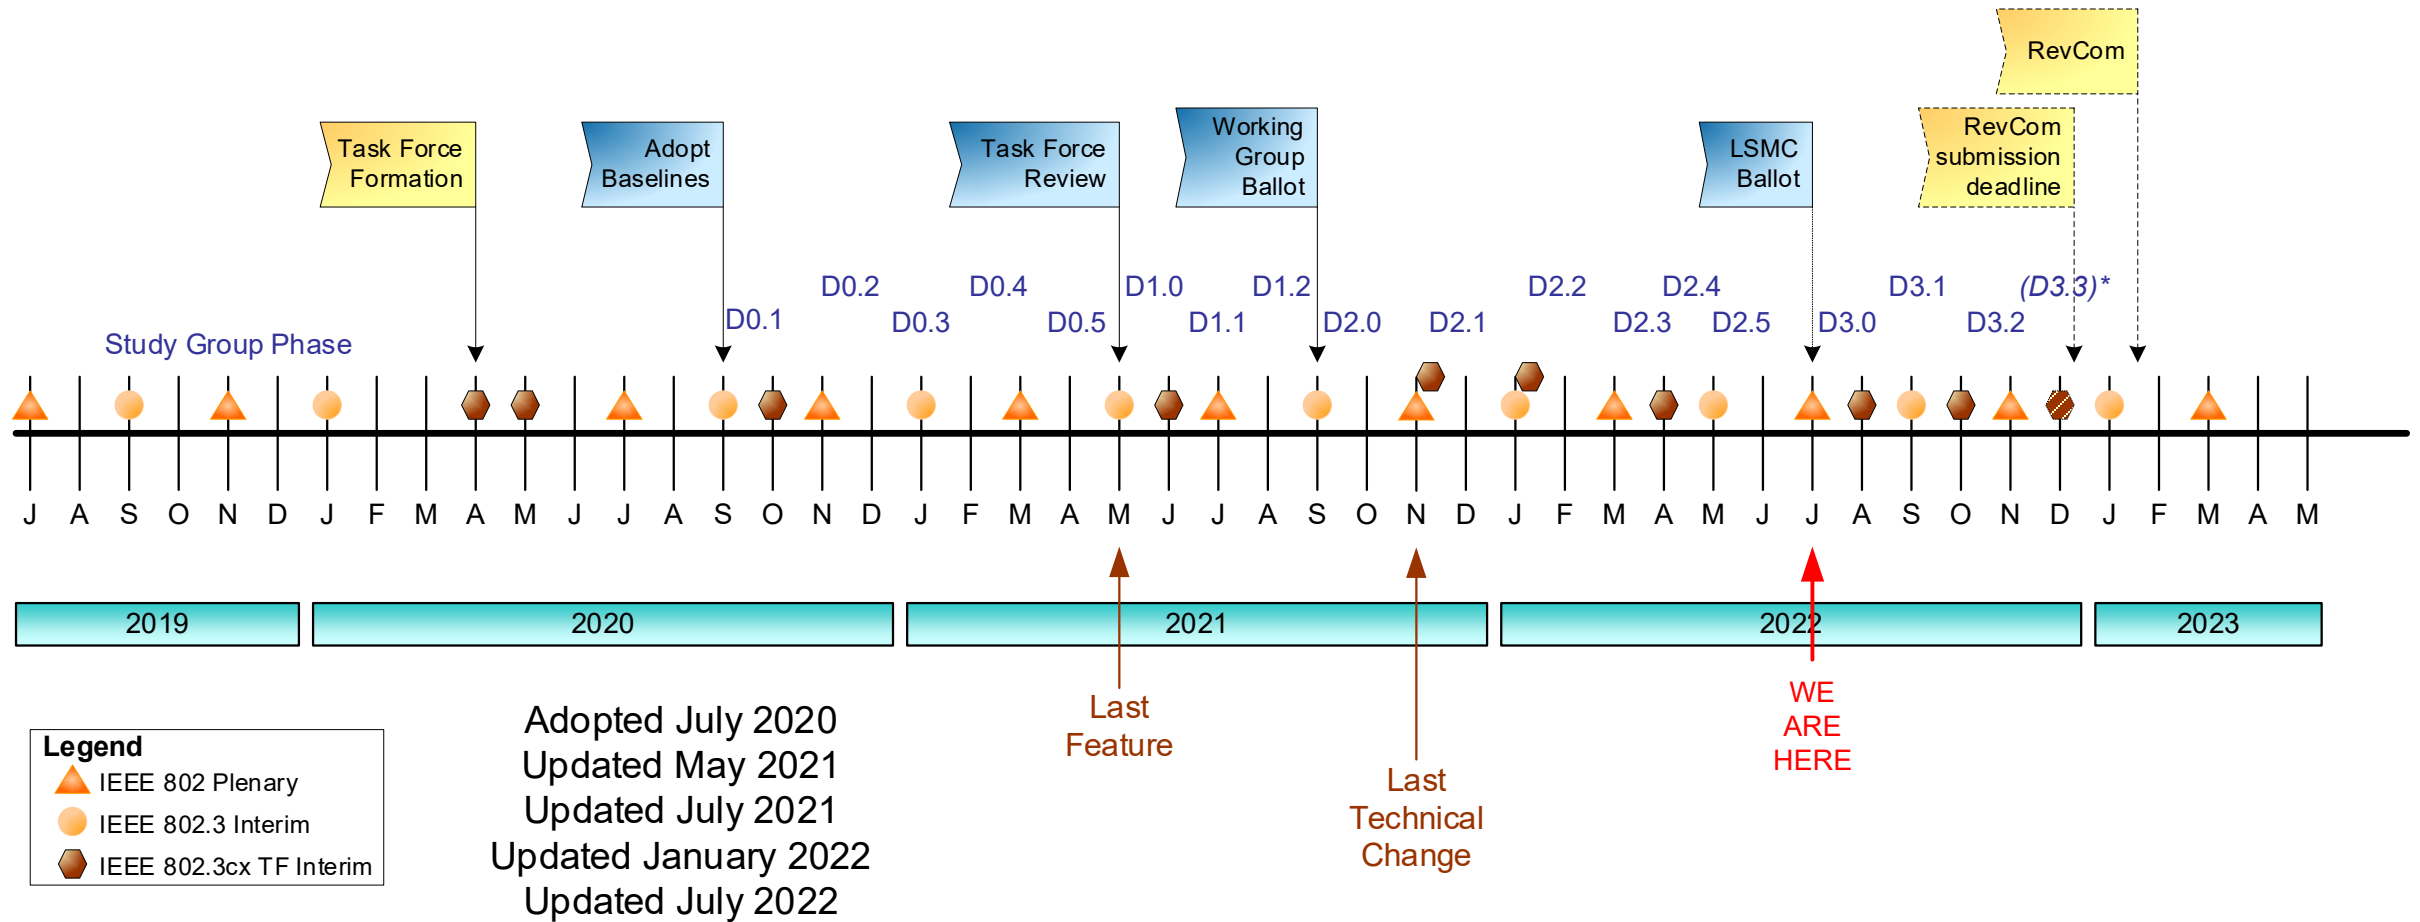 RevCom
Task Force
Formation
Adopt
Baselines
Task Force
Review
Working
Group
Ballot
LSMC
Ballot
RevCom
submission
deadline
D0.2 D0.4 D1.0 D1.2 D2.2 D2.4 D3.1 (D3.3)*
D0.1 D0.3 D0.5 D1.1 D2.0 D2.1 D2.3 D2.5 D3.0 D3.2
Study Group Phase
J A S O N D J F M A M J J A S O N D J F M A M J J A S O N D J F M A M J J A S O N D J F M A M
2019 2020 2021 2022 2023
Last
Feature
Last
Technical
Change
WE
ARE
HERE
Adopted July 2020
Updated May 2021
Updated July 2021
Updated January 2022
Updated July 2022
Legend
IEEE 802 Plenary
IEEE 802.3 Interim
IEEE 802.3cx TF Interim